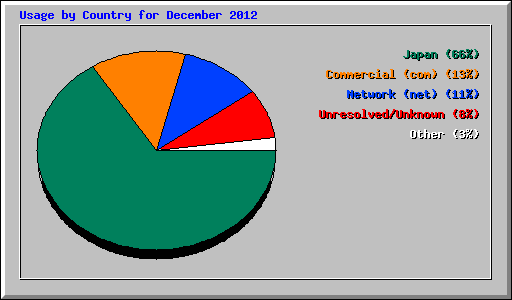 Usage by Country for December 2012
Japan (66%)
Commercial (com) (13%)
Network (net) (11%)
Unresolved/Unknown (8%)
Other (3%)